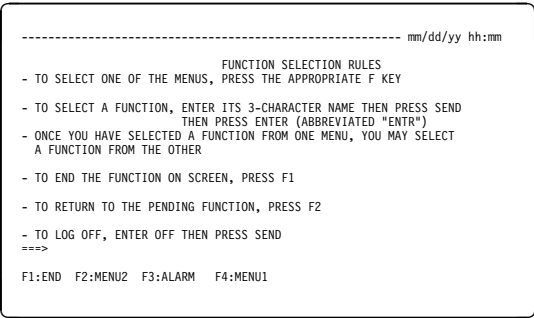 ------------------------------------------------------------ mm/dd/yy hh:mm
FUNCTION SELECTION RULES
- TO SELECT ONE OF THE MENUS, PRESS THE APPROPRIATE F KEY
- TO SELECT A FUNCTION, ENTER ITS 3-CHARACTER NAME THEN PRESS SEND
THEN PRESS ENTER (ABBREVIATED "ENTR")
- ONCE YOU HAVE SELECTED A FUNCTION FROM ONE MENU, YOU MAY SELECT
A FUNCTION FROM THE OTHER
- TO END THE FUNCTION ON SCREEN, PRESS F1
- TO RETURN TO THE PENDING FUNCTION, PRESS F2
- TO LOG OFF, ENTER OFF THEN PRESS SEND
===>
F1:END F2:MENU2 F3:ALARM F4:MENU1